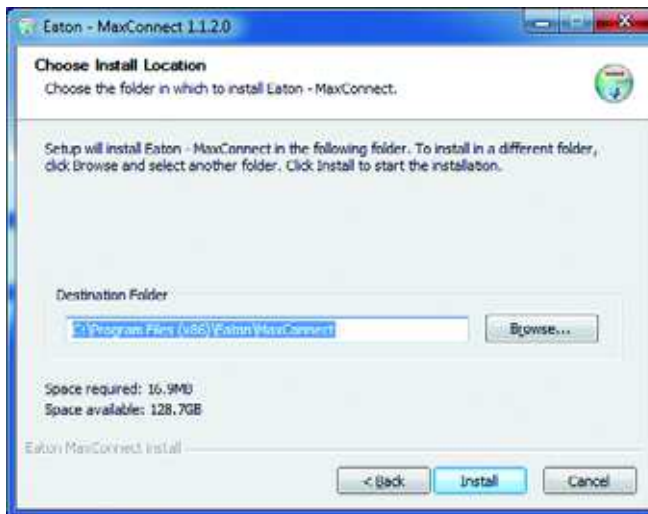 Eaton - MaxConnect 1.1.2.0
Choose Install Location
Choose the folder in which to install Eaton - MaxConnect.
Setup will install Eaton - MaxConnect in the following folder. To install in a different folder,
click Browse and select another folder. Click Install to start the installation.
Destination Folder
C:\Program Files (x86)\Eaton\MaxConnect
Browse...
Space required: 16.9MB
Space available: 128.7GB
Eaton MaxConnect Install
< Back
Install
Cancel